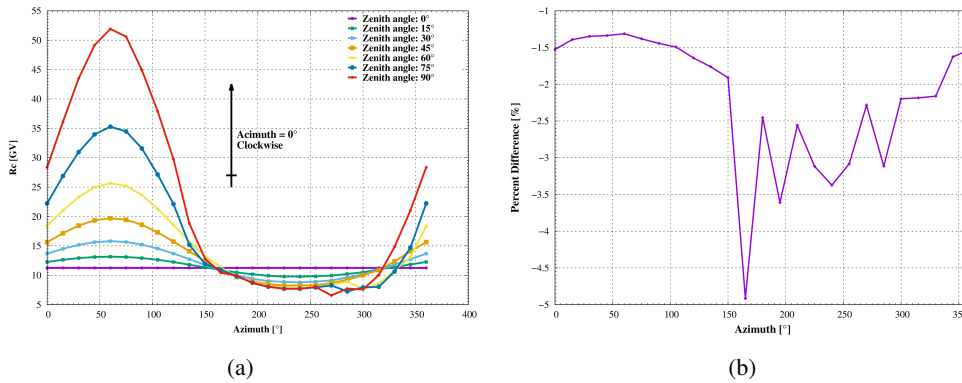 55
50
45
40
35
30
25
20
15
10
5
Rc [GV]
Zenith angle: 0°
Zenith angle: 15°
Zenith angle: 30°
Zenith angle: 45°
Zenith angle: 60°
Zenith angle: 75°
Zenith angle: 90°
Acimuth = 0°
Clockwise
0 50 100 150 200 250 300 350 400
Azimuth [°]
(a)
-1
-1.5
-2
-2.5
-3
-3.5
-4
-4.5
-5
Percent Difference [%]
0 50 100 150 200 250 300 350
Azimuth [°]
(b)